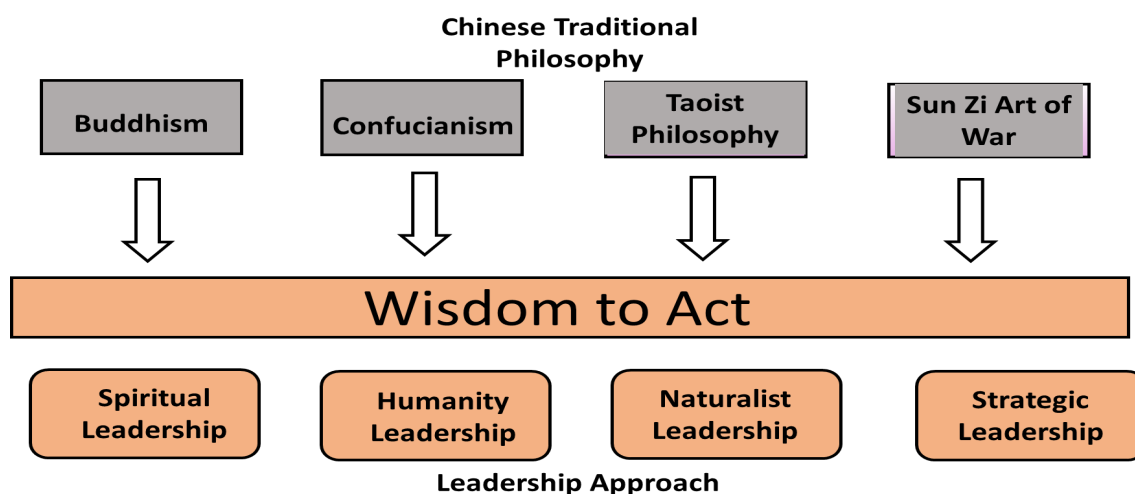 Chinese Traditional
Philosophy
Buddhism
Confucianism
Taoist
Philosophy
Sun Zi Art of
War
Wisdom to Act
Spiritual
Leadership
Humanity
Leadership
Naturalist
Leadership
Strategic
Leadership
Leadership Approach